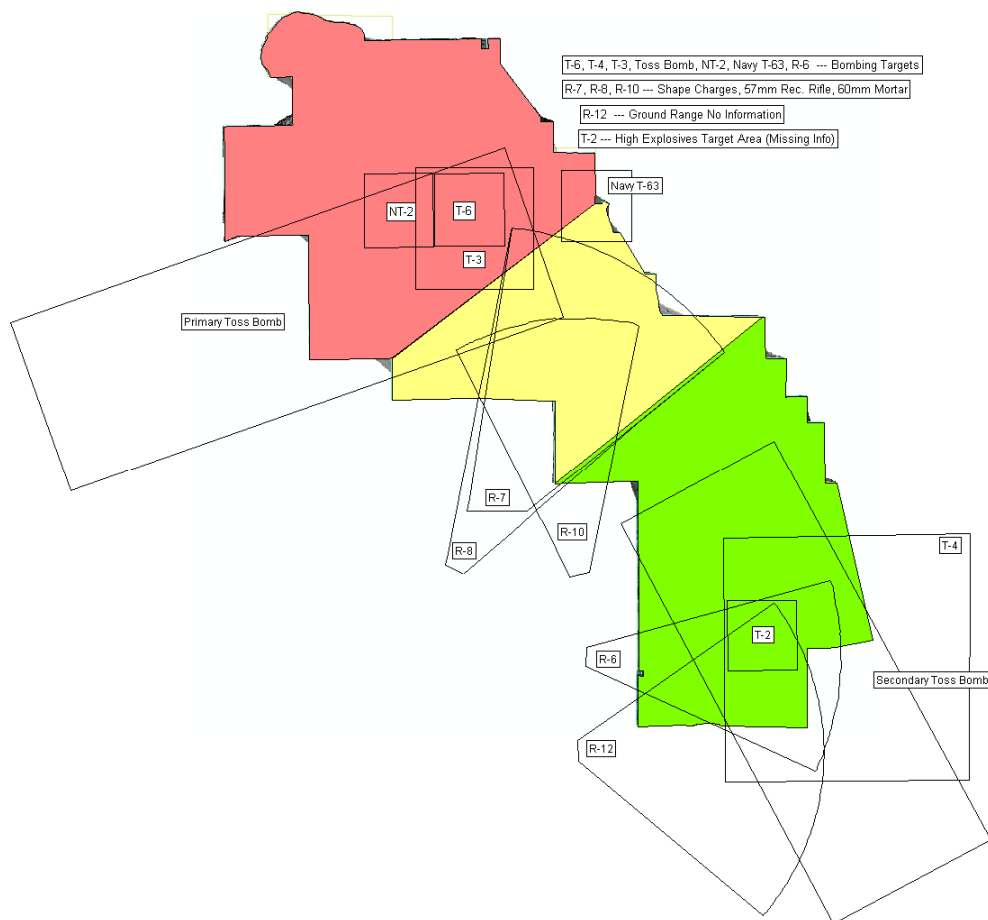 T-6, T-4, T-3, Toss Bomb, NT-2, Navy T-63, R-6 --- Bombing Targets
R-7, R-8, R-10 --- Shape Charges, 57mm Rec. Rifle, 60mm Mortar
R-12 --- Ground Range No Information
T-2 --- High Explosives Target Area (Missing Info)
Navy T-63
NT-2
T-6
T-3
Primary Toss Bomb
R-7
R-10
R-8
T-4
T-2
R-6
Secondary Toss Bomb
R-12